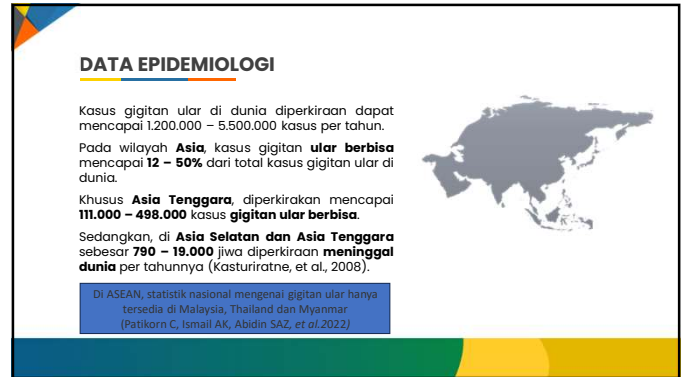 DATA EPIDEMIOLOGI
Kasus gigitan ular di dunia diperkiraan dapat
mencapai 1.200.000 – 5.500.000 kasus per tahun.
Pada wilayah Asia, kasus gigitan ular berbisa
mencapai 12 – 50% dari total kasus gigitan ular di
dunia.
Khusus Asia Tenggara, diperkirakan mencapai
111.000 – 498.000 kasus gigitan ular berbisa.
Sedangkan, di Asia Selatan dan Asia Tenggara
sebesar 790 – 19.000 jiwa diperkiraan meninggal
dunia per tahunnya (Kasturiratne, et al., 2008).
Di ASEAN, statistik nasional mengenai gigitan ular hanya
tersedia di Malaysia, Thailand dan Myanmar
(Patikorn C, Ismail AK, Abidin SAZ, et al.2022)